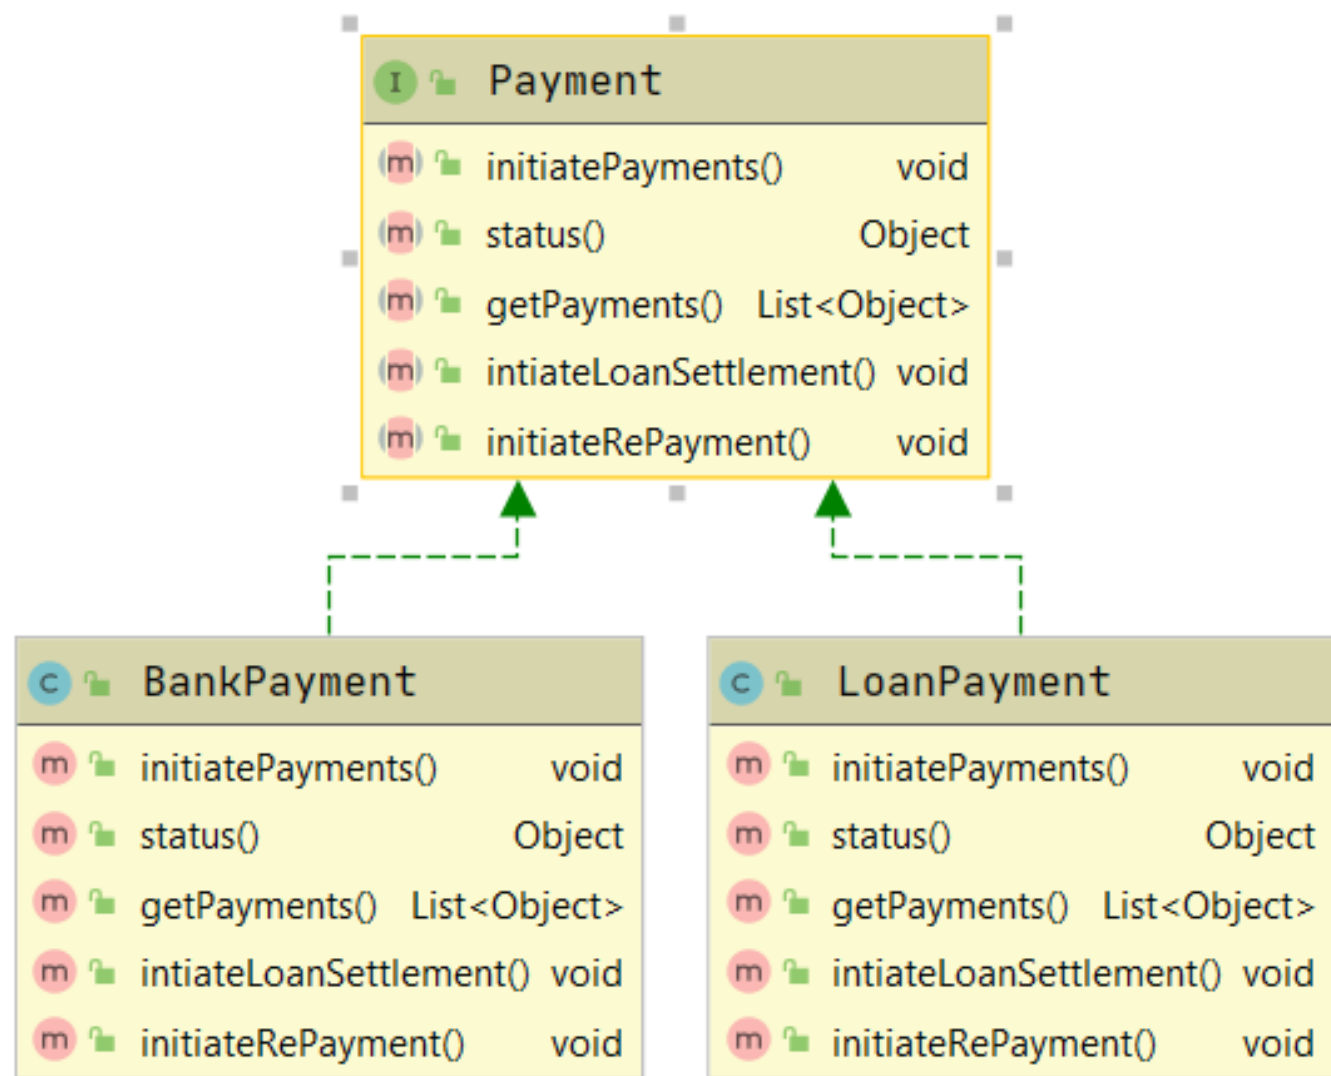 I Payment
m initiatePayments() void
m status() Object
m getPayments() List<Object>
m intiateLoanSettlement() void
m initiateRePayment() void
C BankPayment
m initiatePayments() void
m status() Object
m getPayments() List<Object>
m intiateLoanSettlement() void
m initiateRePayment() void
C LoanPayment
m initiatePayments() void
m status() Object
m getPayments() List<Object>
m intiateLoanSettlement() void
m initiateRePayment() void